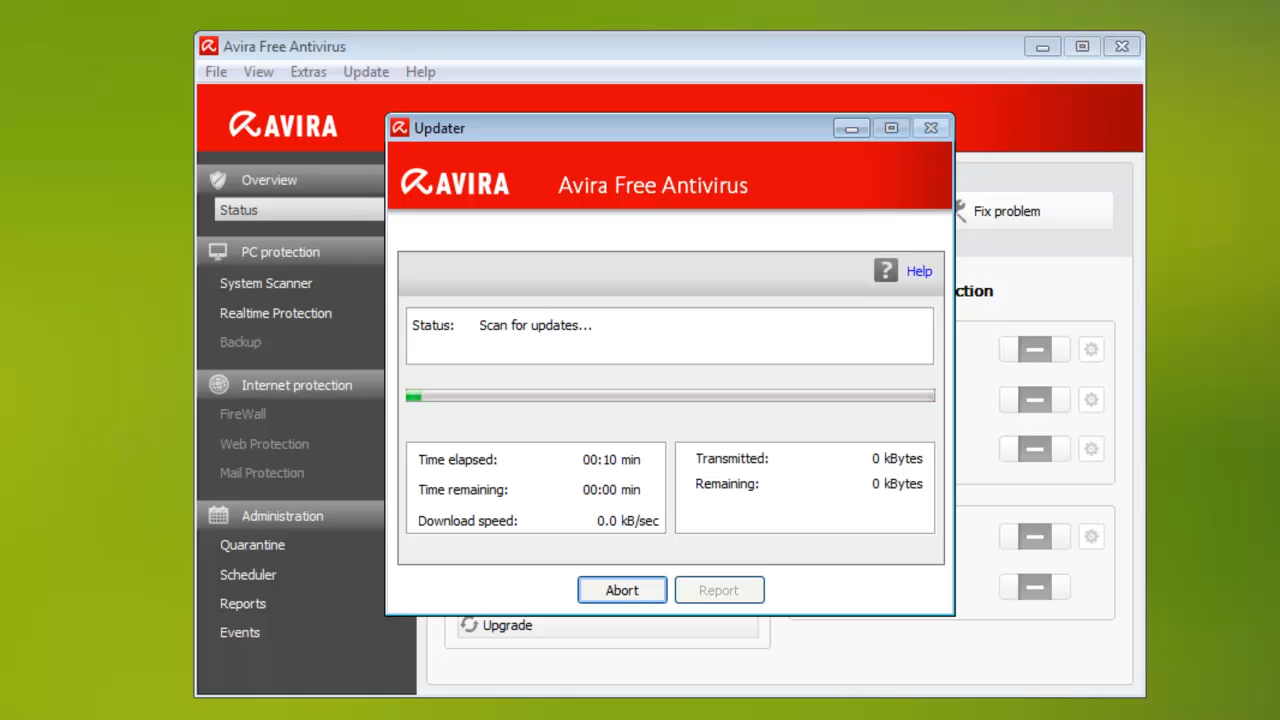 Avira Free Antivirus
File View Extras Update Help
AVIRA
Updater
AVIRA Avira Free Antivirus
Overview
Status
Fix problem
PC protection
Help
System Scanner
ction
Realtime Protection
Status: Scan for updates...
Backup
Internet protection
FireWall
Web Protection
Mail Protection
Time elapsed: 00:10 min
Transmitted: 0 kBytes
Time remaining: 00:00 min
Remaining: 0 kBytes
Download speed: 0.0 kB/sec
Administration
Quarantine
Scheduler
Reports
Events
Abort Report
Upgrade